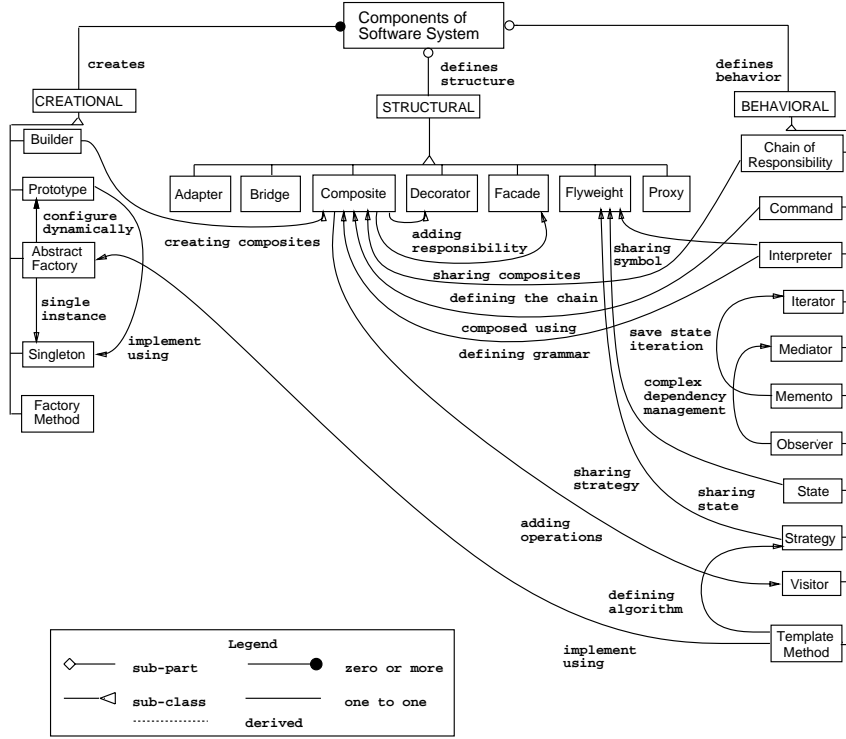 Components of
Software System
creates
defines
structure
defines
behavior
CREATIONAL
STRUCTURAL
BEHAVIORAL
Builder
Prototype
configure
dynamically
Abstract
Factory
single
instance
Singleton
implement
using
Factory
Method
Adapter
Bridge
Composite
Decorator
Facade
Flyweight
Proxy
creating composites
adding
responsibility
sharing composites
defining the chain
composed using
defining grammar
sharing
symbol
Chain of
Responsibility
Command
Interpreter
Iterator
save state
iteration
Mediator
complex
dependency
management
Memento
Observer
sharing
strategy
sharing
state
State
Strategy
adding
operations
Visitor
defining
algorithm
Template
Method
implement
using
Legend
sub-part
zero or more
sub-class
one to one
derived